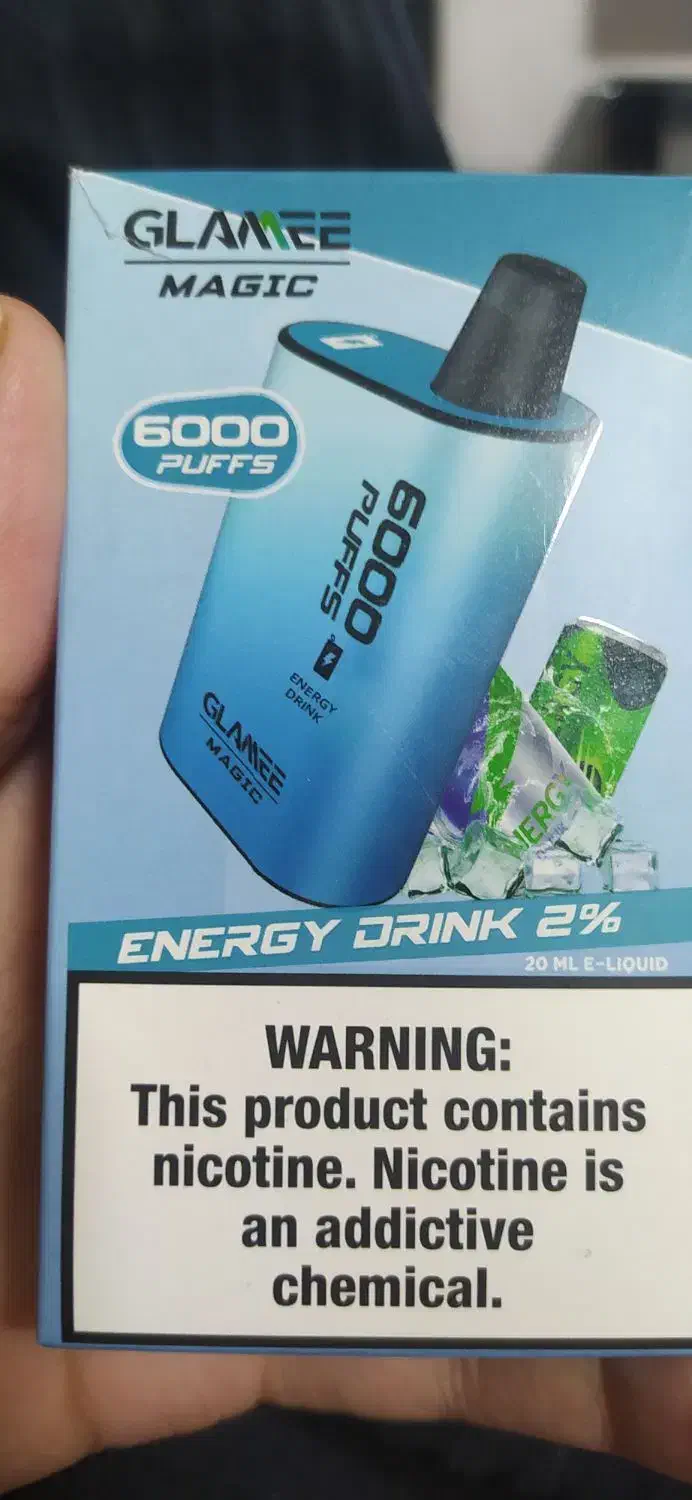 GLAMEE
MAGIC
6000
PUFFS
6000
PUFFS
ENERGY
DRINK
GLAMEE
MAGIC
ENERGY DRINK 2%
20 ML E-LIQUID
WARNING:
This product contains
nicotine. Nicotine is
an addictive
chemical.